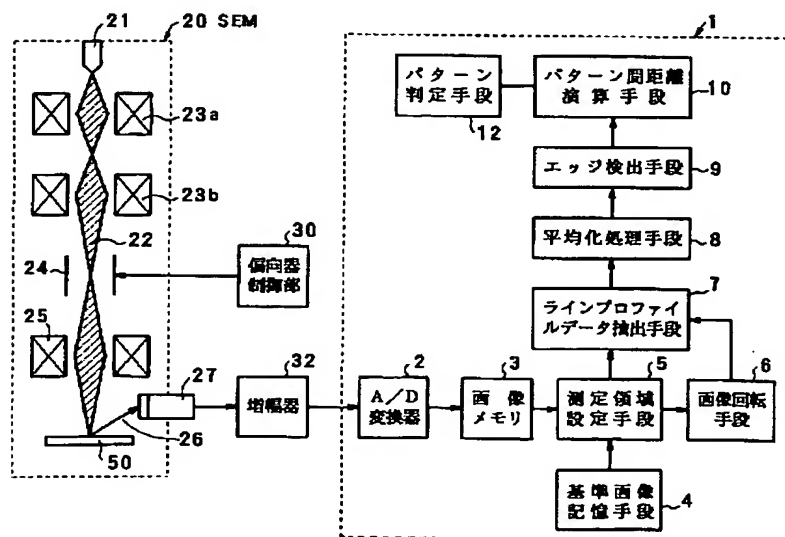 21
20 SEM
23a
23b
22
24
25
27
26
50
30
偏向器
制御部
32
増幅器
1
パターン
判定手段
12
パターン間距離
演算手段
10
エッジ検出手段
9
平均化処理手段
8
7
ラインプロファイ
ルデータ抽出手段
2
A/D
変換器
3
画像
メモリ
5
測定領域
設定手段
6
画像回転
手段
基準画像
記憶手段
4